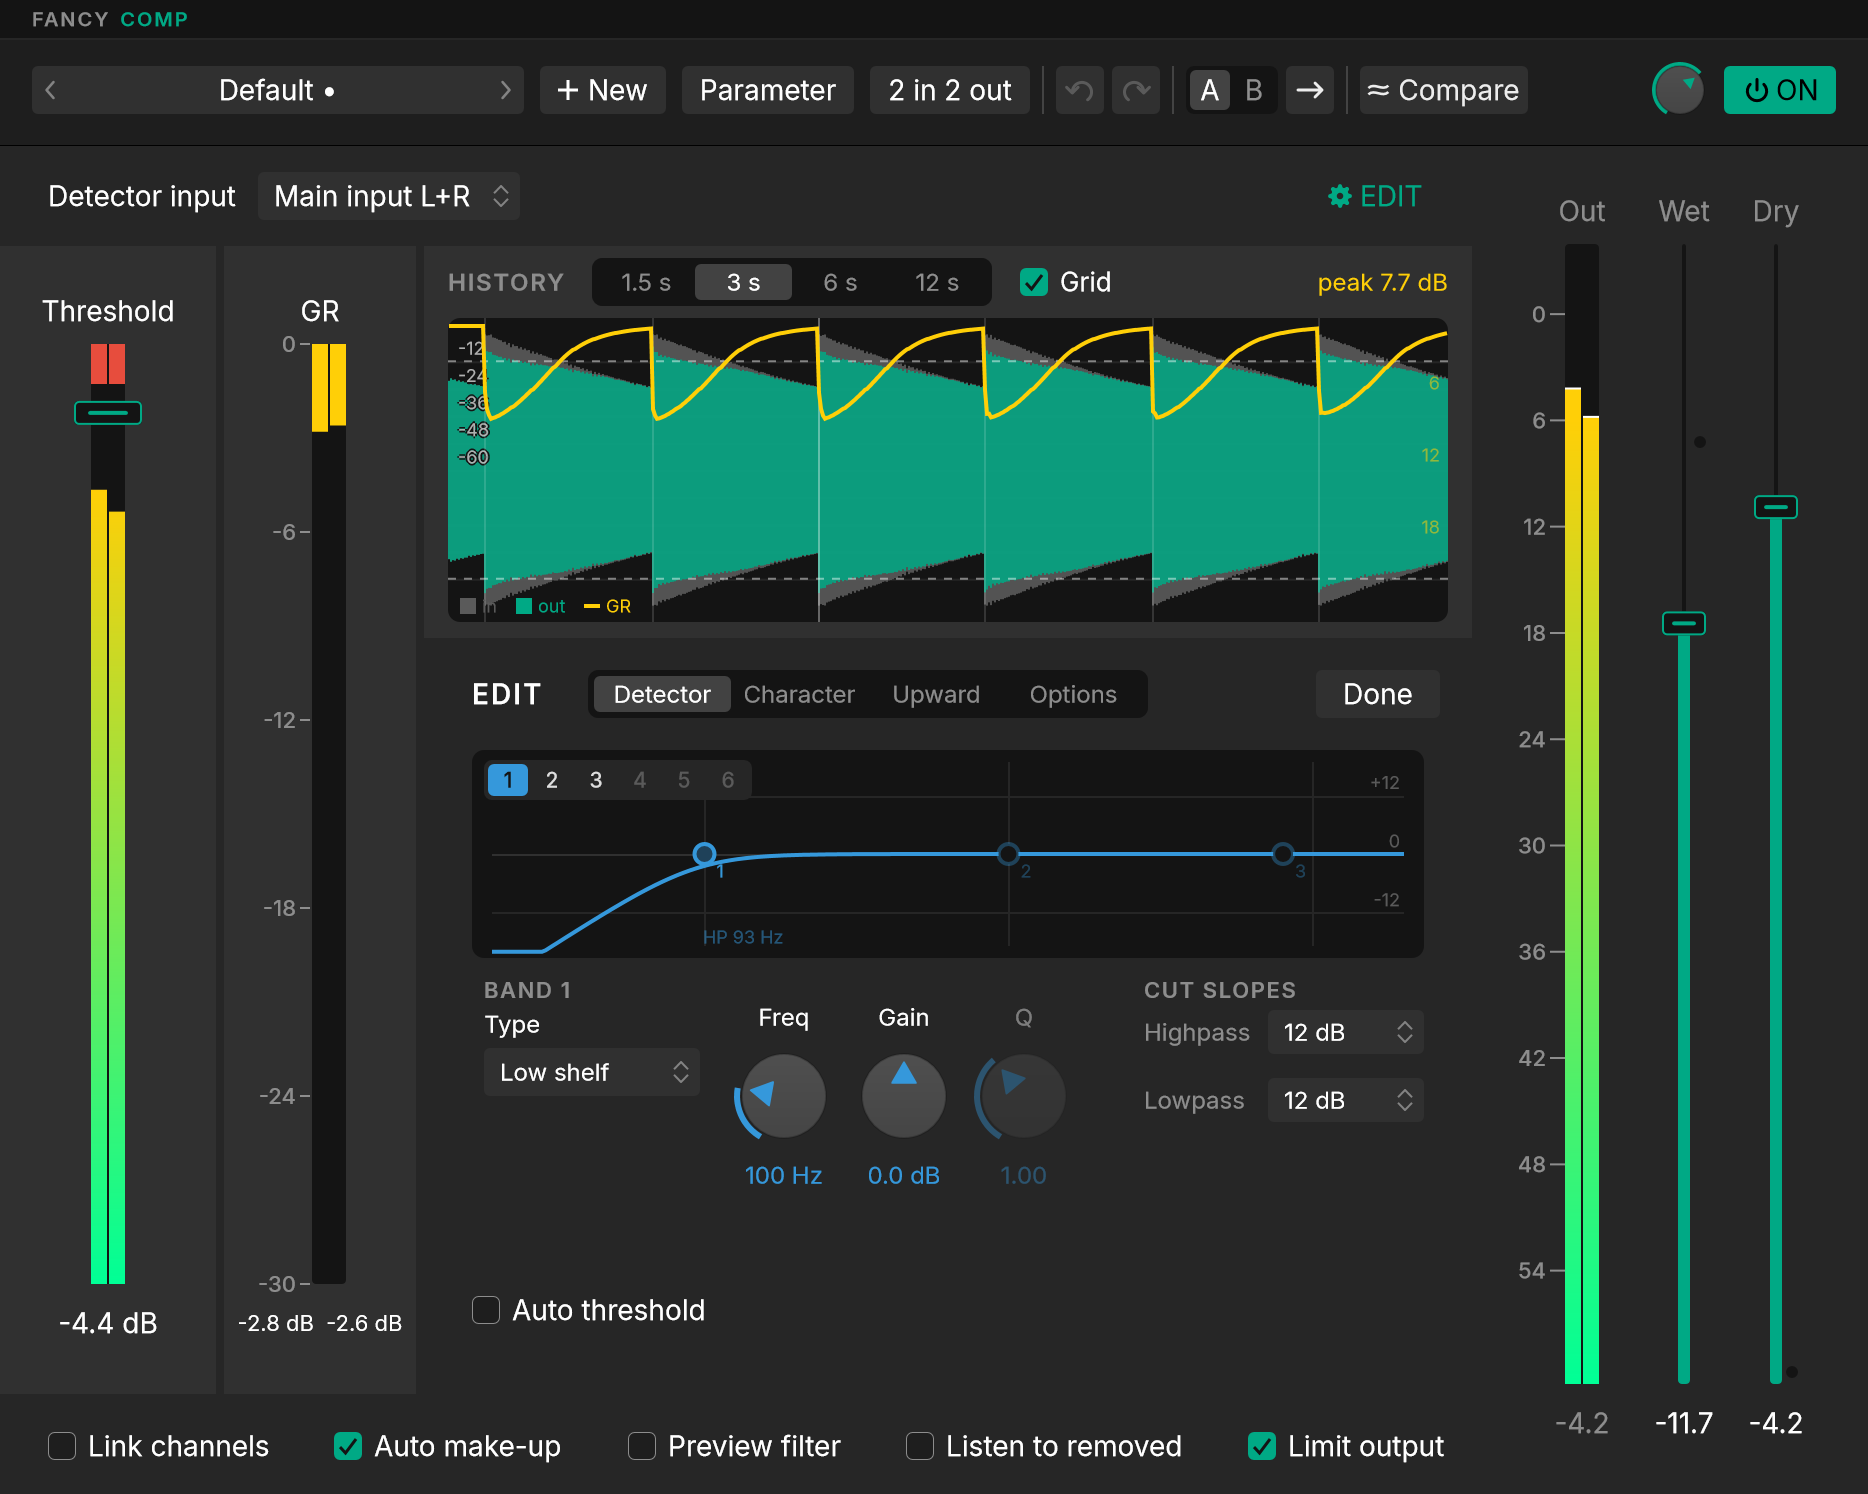 FANCY COMP
Default •
+ New
Parameter
2 in 2 out
A B
≈ Compare
ON
Detector input
Main input L+R
EDIT
Out Wet Dry
Threshold
GR
HISTORY
1.5 s 3 s 6 s 12 s
Grid
peak 7.7 dB
-12
-24
-36
-48
-60
6
12
18
in out GR
0
-6
-12
-18
-24
-30
0
6
12
18
24
30
36
42
48
54
EDIT
Detector Character Upward Options
Done
1 2 3 4 5 6
+12
0
-12
1 2 3
HP 93 Hz
BAND 1
Type
Low shelf
Freq Gain Q
100 Hz 0.0 dB 1.00
CUT SLOPES
Highpass 12 dB
Lowpass 12 dB
Auto threshold
-4.4 dB
-2.8 dB -2.6 dB
-4.2 -11.7 -4.2
Link channels
Auto make-up
Preview filter
Listen to removed
Limit output